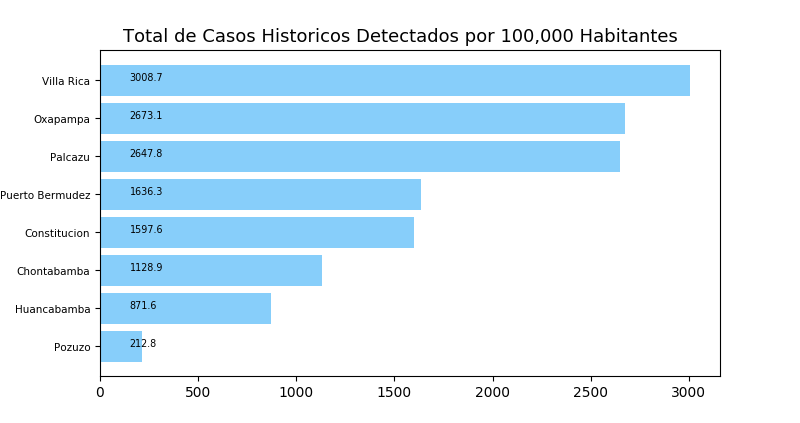 Total de Casos Historicos Detectados por 100,000 Habitantes
Villa Rica 3008.7
Oxapampa 2673.1
Palcazu 2647.8
Puerto Bermudez 1636.3
Constitucion 1597.6
Chontabamba 1128.9
Huancabamba 871.6
Pozuzo 212.8
0 500 1000 1500 2000 2500 3000